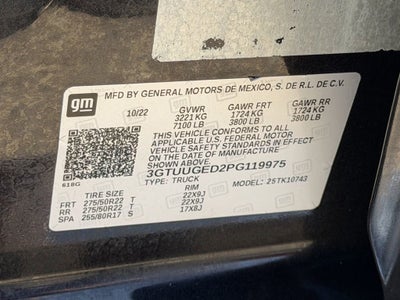 gm
MFD BY GENERAL MOTORS DE MEXICO, S. DE R.L. DE C.V.
10/22 GVWR GAWR FRT GAWR RR
3221 KG 1724 KG 1724 KG
7100 LB 3800 LB 3800 LB
THIS VEHICLE CONFORMS TO ALL APPLICABLE
U.S. FEDERAL MOTOR VEHICLE SAFETY
STANDARDS IN EFFECT ON THE DATE OF
MANUFACTURE SHOWN ABOVE.
3GTUUGED2PG119975
618G TYPE: TRUCK
TIRE SIZE RIM 25TK10743
FRT 275/50R22 T 22X9J
RR 275/50R22 T 22X9J
SPA 255/80R17 S 17X8J